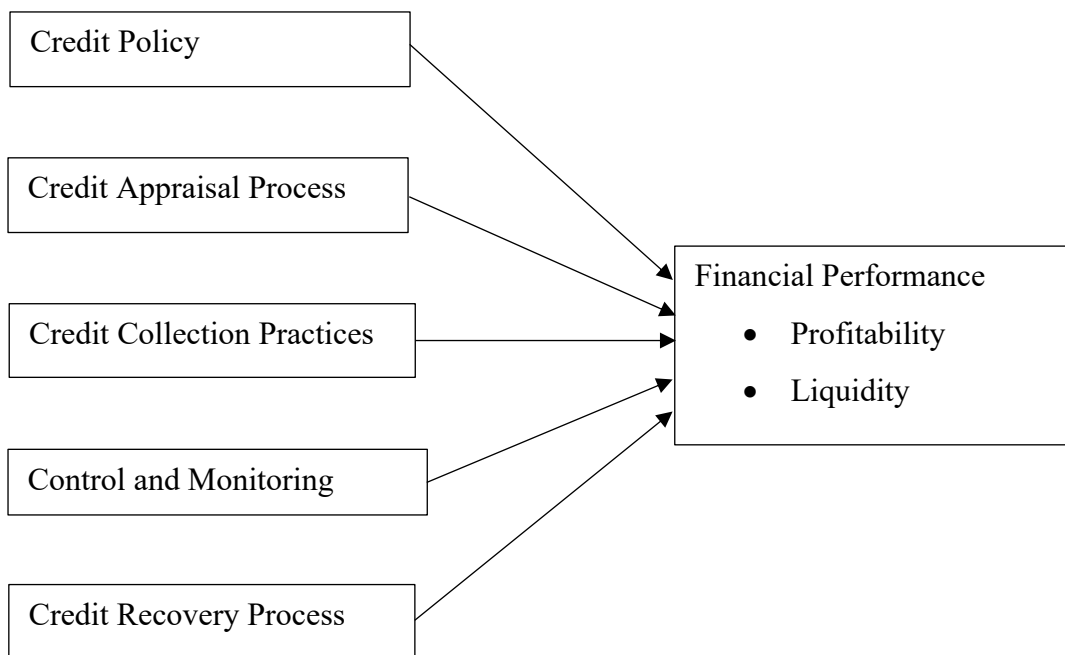 Credit Policy
Credit Appraisal Process
Credit Collection Practices
Control and Monitoring
Credit Recovery Process
Financial Performance
• Profitability
• Liquidity